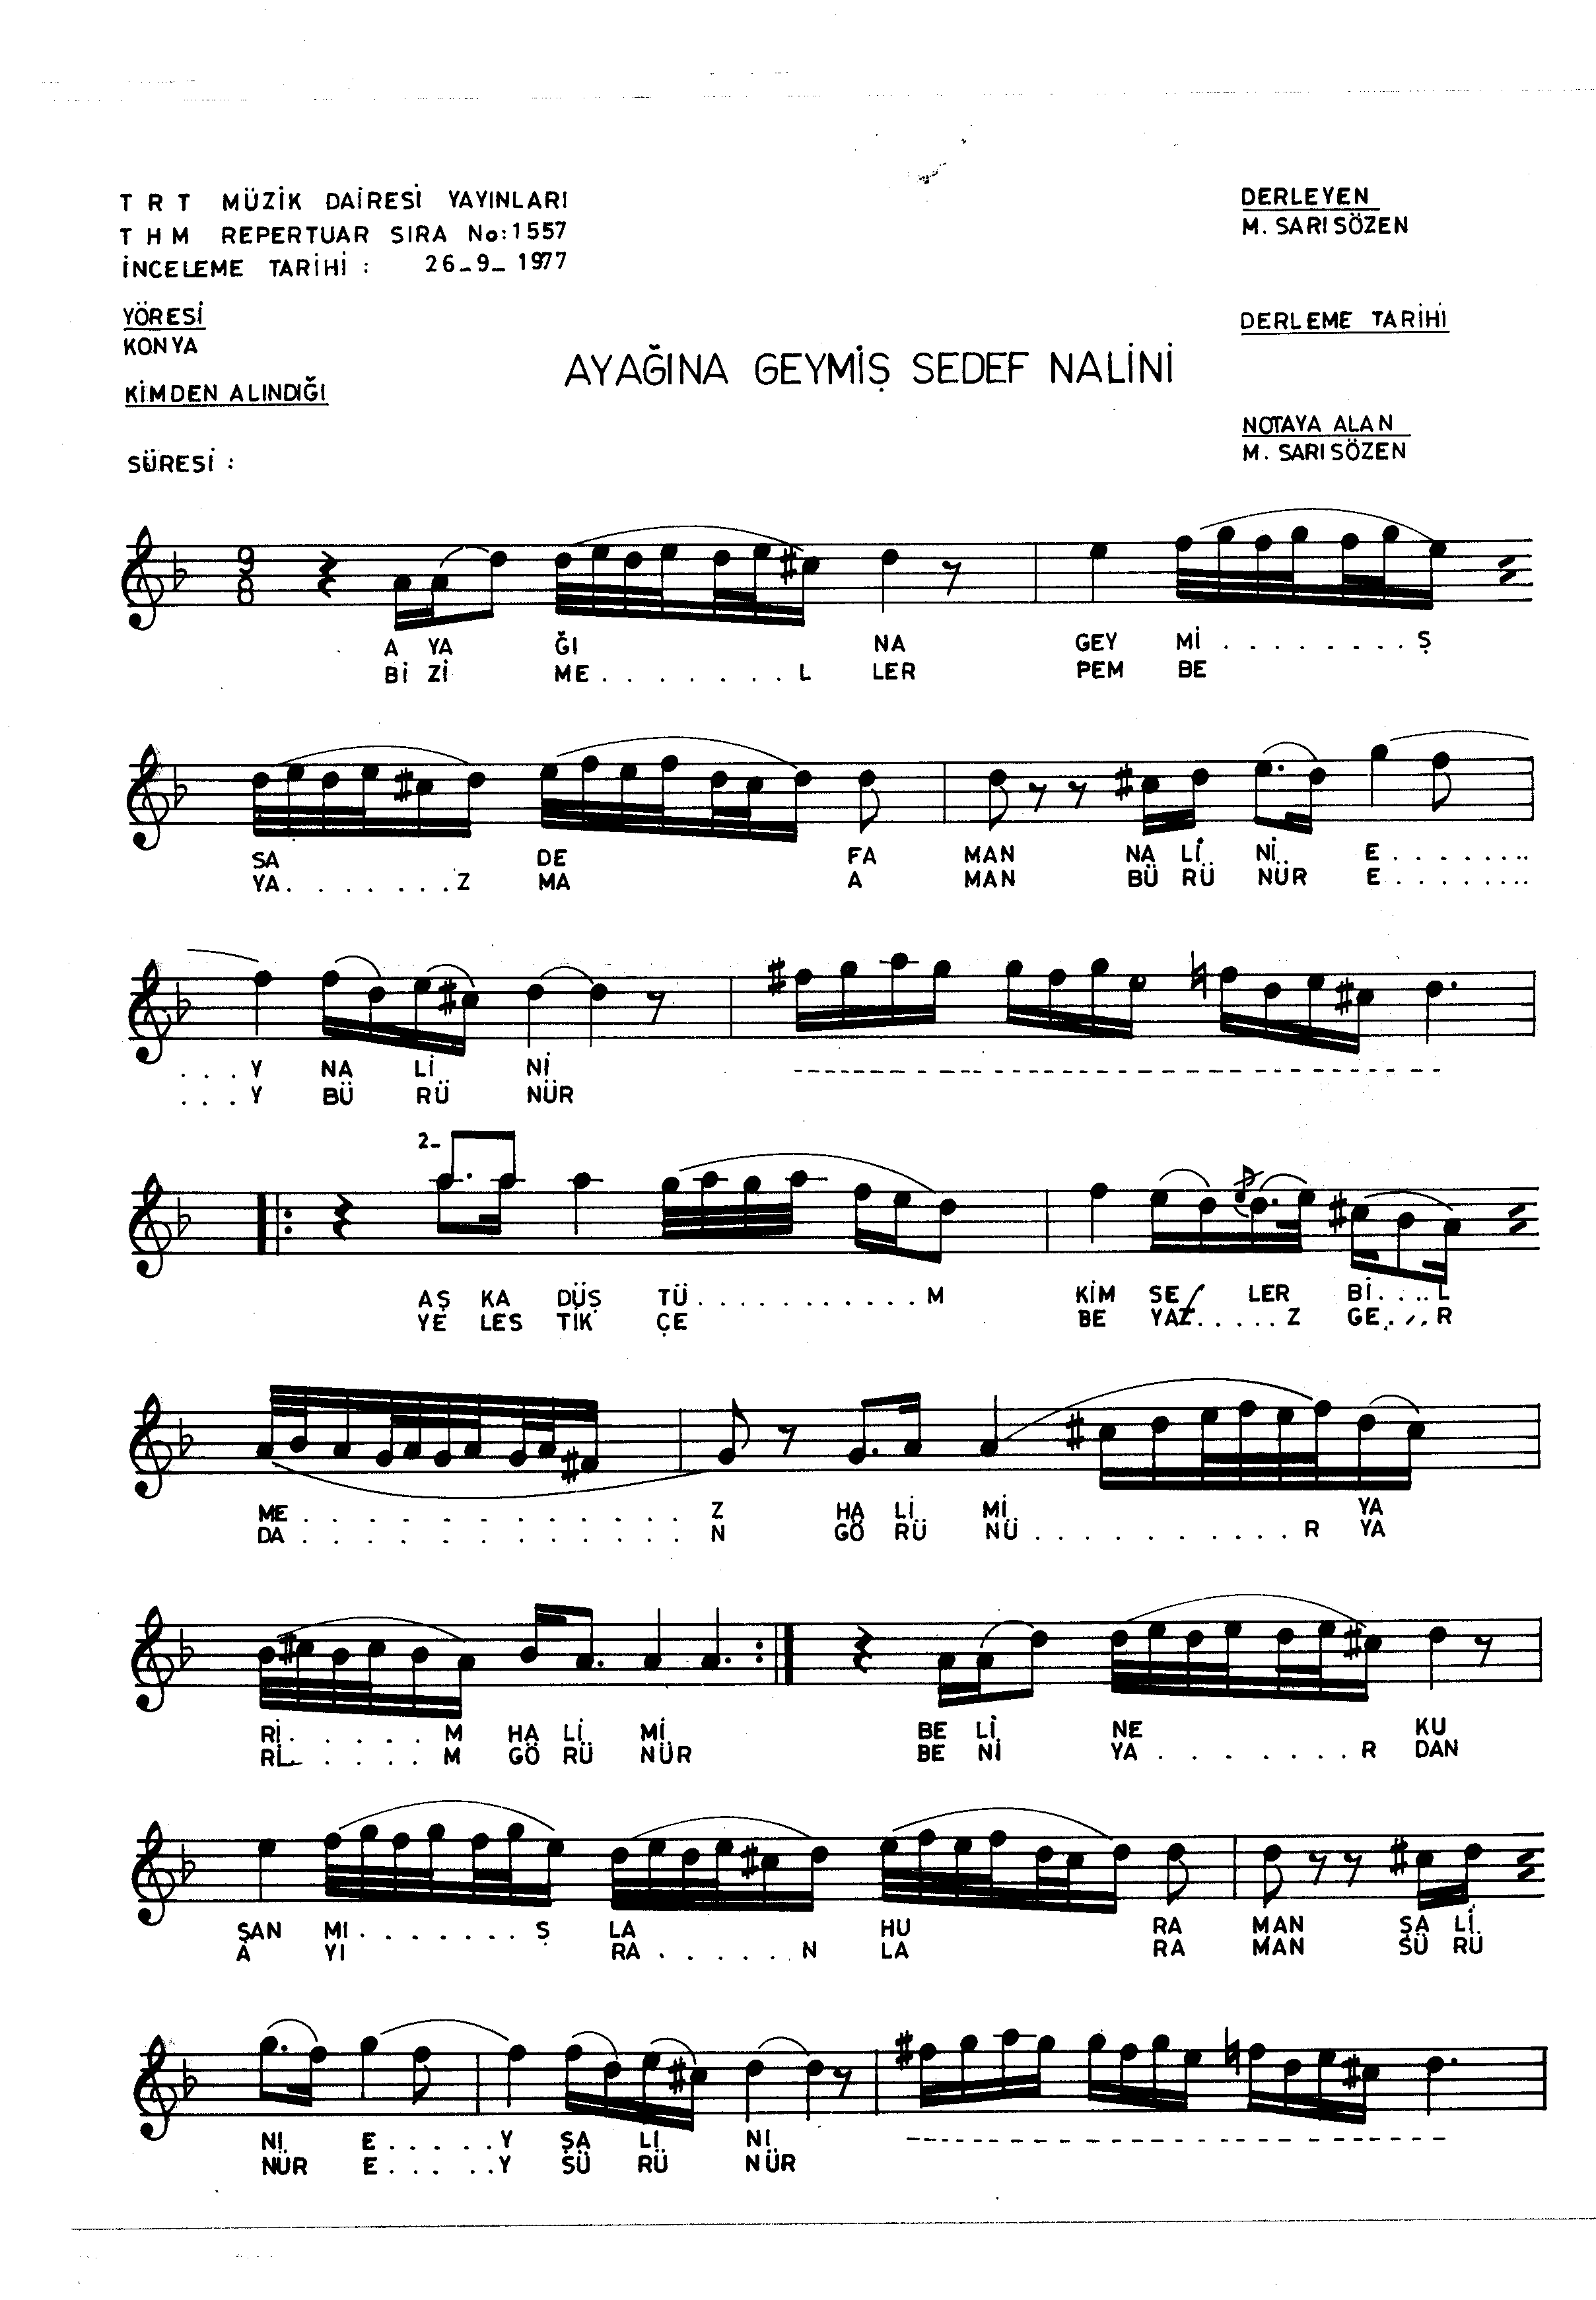 T R T MÜZİK DAİRESİ YAYINLARI
T H M REPERTUAR SIRA No:1557
İNCELEME TARİHİ : 26_9_ 1977
YÖRESİ
KONYA
KİMDEN ALINDIĞI
SÜRESİ :
DERLEYEN
M. SARISÖZEN
DERLEME TARİHİ
NOTAYA ALAN
M. SARISÖZEN
AYAĞINA GEYMİŞ SEDEF NALİNİ
9
8
A YA ĞI NA GEY Mİ . . . . . . . . Ş
Bİ Zİ ME . . . . . . . L LER PEM BE
SA DE FA MAN NA Lİ Nİ E . . . . . . . .
YA . . . . . . . Z MA A MAN BÜ RÜ NÜR E . . . . . . . .
. . . Y NA Lİ Nİ - - - - - - - - - - - - - - - - - - - -
. . . Y BÜ RÜ NÜR
2-
AŞ KA DÜŞ TÜ . . . . . . . . . . . M KİM SE LER Bİ . . . . L
YE LES TİK ÇE BE YAZ . . . . . Z GE . . . . R
ME . . . . . . . . . . . . Z HA Lİ Mİ YA
DA . . . . . . . . . . . . N GÖ RÜ NÜ . . . . . . . . . . R YA
Rİ . . . . . M HA Lİ Mİ BE Lİ NE KU
Rİ . . . . . M GÖ RÜ NÜR BE Nİ YA . . . . . . . R DAN
ŞAN MI . . . . . . . Ş LA HU RA MAN ŞA Lİ
A YI RA . . . . . N LA RA MAN SÜ RÜ
Nİ E . . . . . . Y ŞA Lİ Nİ - - - - - - - - - - - - - - - - - - - -
NÜR E . . . . . . Y SÜ RÜ NÜR